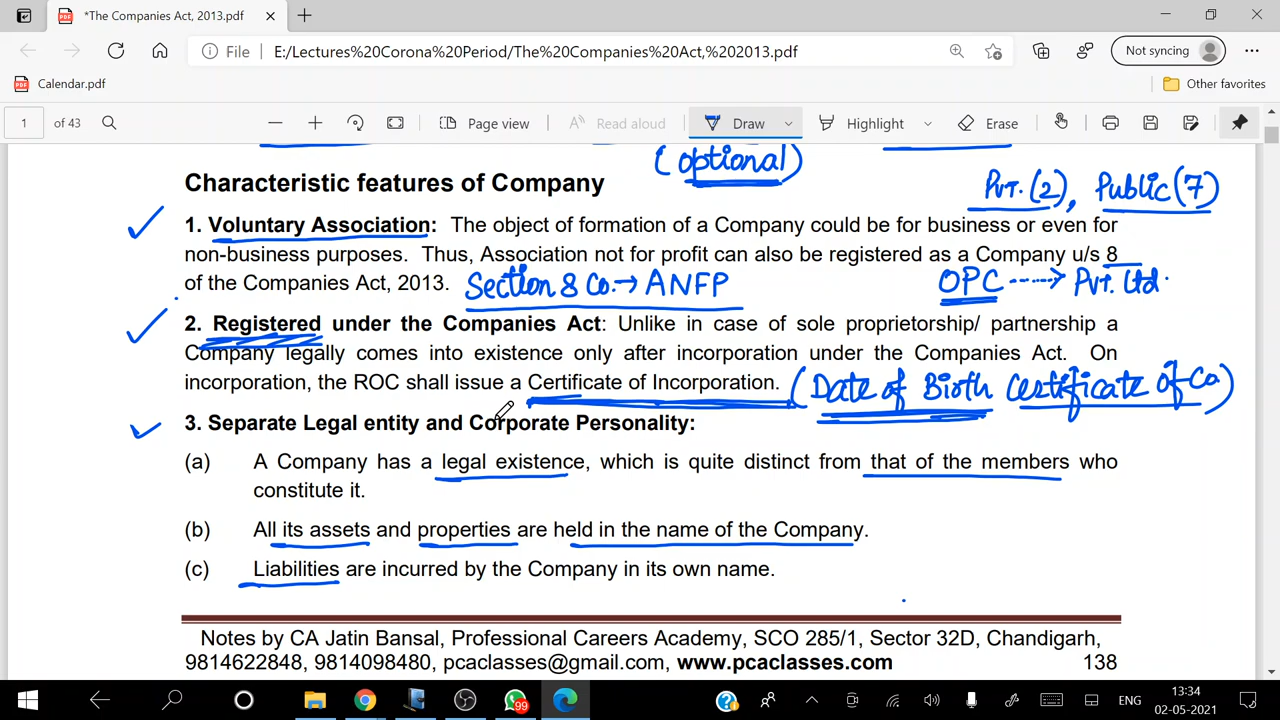 *The Companies Act, 2013.pdf
File E:/Lectures%20Corona%20Period/The%20Companies%20Act,%202013.pdf
Not syncing
Calendar.pdf
Other favorites
1 of 43
Page view
Read aloud
Draw
Highlight
Erase
(optional)
Characteristic features of Company
Pvt. (2), Public (7)
1. Voluntary Association: The object of formation of a Company could be for business or even for
non-business purposes. Thus, Association not for profit can also be registered as a Company u/s 8
of the Companies Act, 2013. Section 8 Co. → ANFP OPC ----→ Pvt. Ltd.
2. Registered under the Companies Act: Unlike in case of sole proprietorship/ partnership a
Company legally comes into existence only after incorporation under the Companies Act. On
incorporation, the ROC shall issue a Certificate of Incorporation. (Date of Birth Certificate of Co)
3. Separate Legal entity and Corporate Personality:
(a) A Company has a legal existence, which is quite distinct from that of the members who
constitute it.
(b) All its assets and properties are held in the name of the Company.
(c) Liabilities are incurred by the Company in its own name.
Notes by CA Jatin Bansal, Professional Careers Academy, SCO 285/1, Sector 32D, Chandigarh,
9814622848, 9814098480, pcaclasses@gmail.com, www.pcaclasses.com 138
99
ENG
13:34
02-05-2021